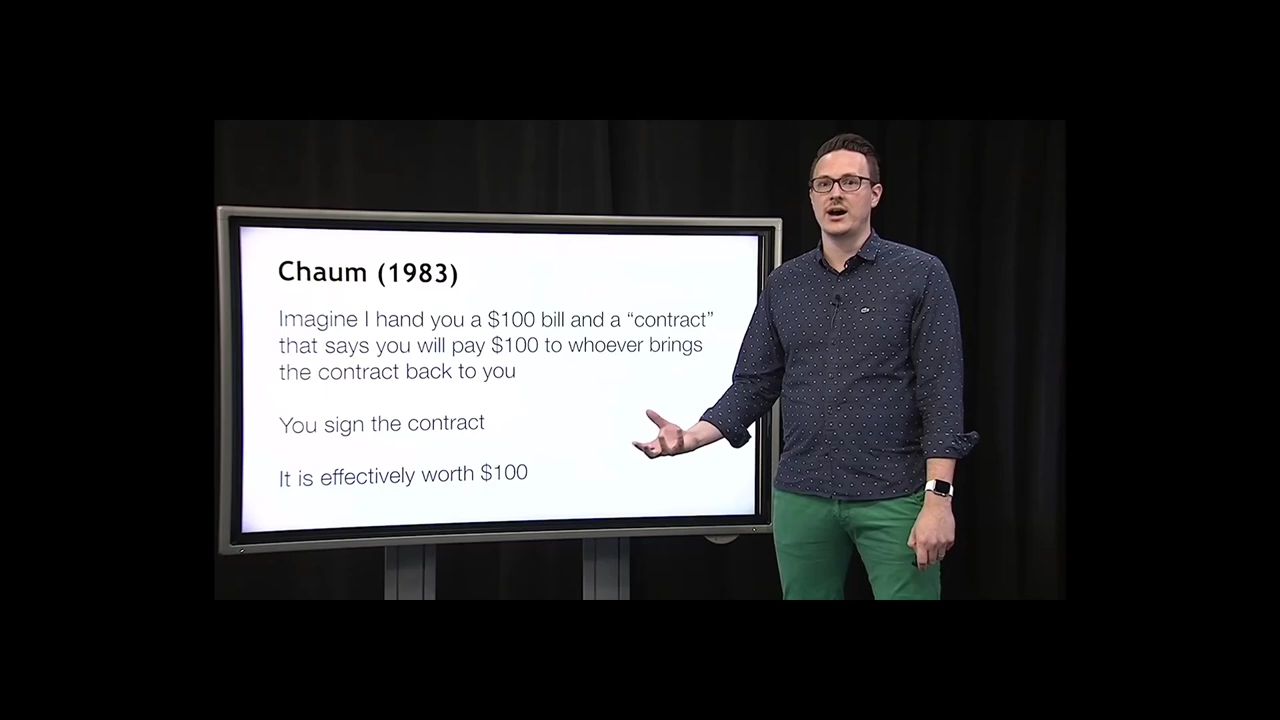 Chaum (1983)
Imagine I hand you a $100 bill and a “contract”
that says you will pay $100 to whoever brings
the contract back to you
You sign the contract
It is effectively worth $100